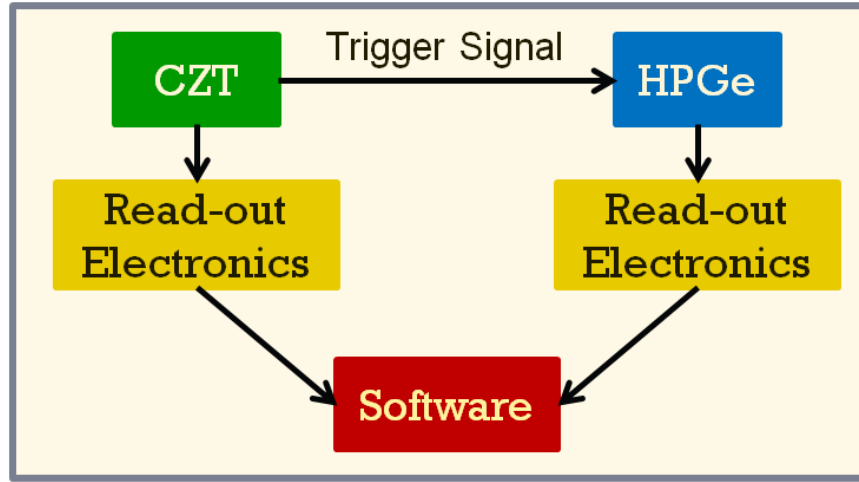 Trigger Signal
CZT
HPGe
Read-out
Electronics
Read-out
Electronics
Software